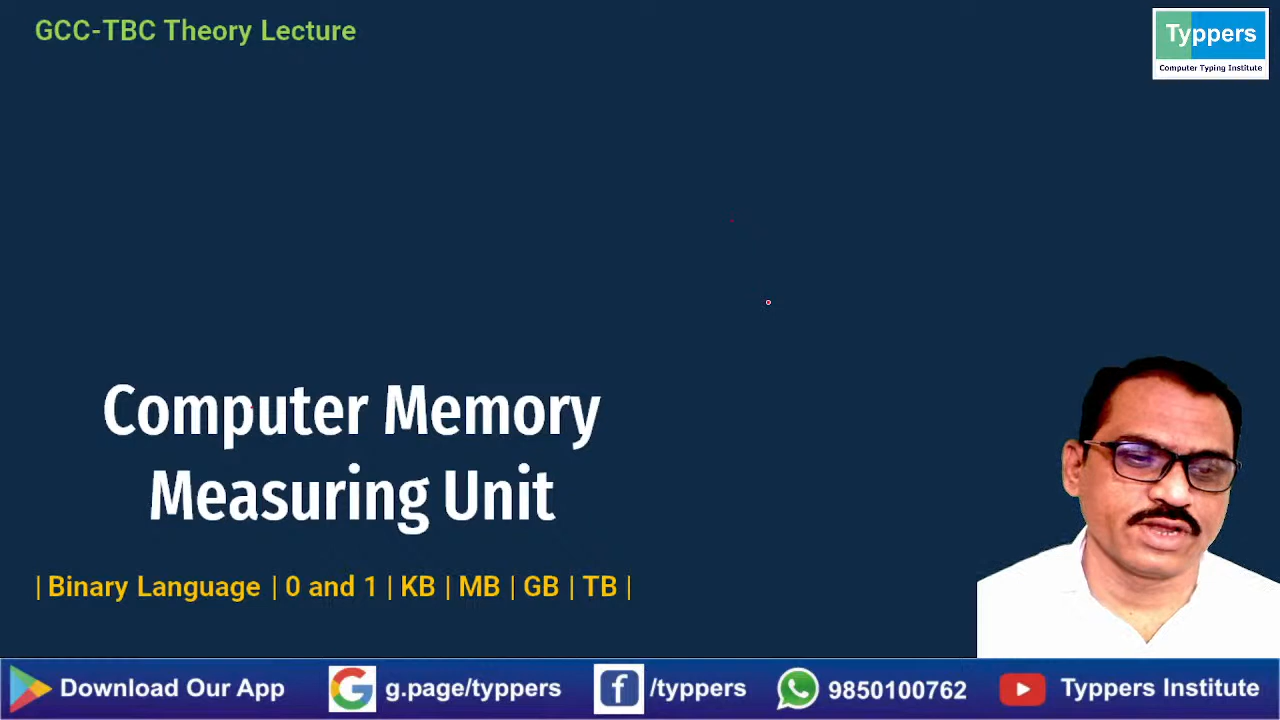 GCC-TBC Theory Lecture
Typpers
Computer Typing Institute
Computer Memory
Measuring Unit
| Binary Language | 0 and 1 | KB | MB | GB | TB |
Download Our App
g.page/typpers
/typpers
9850100762
Typpers Institute